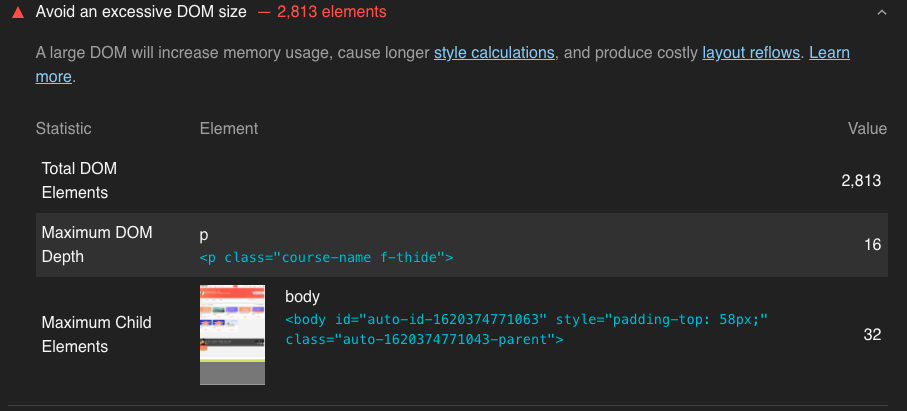 Avoid an excessive DOM size — 2,813 elements
A large DOM will increase memory usage, cause longer style calculations, and produce costly layout reflows. Learn
more.
Statistic Element Value
Total DOM
Elements
2,813
Maximum DOM
Depth
p
<p class="course-name f-thide">
16
Maximum Child
Elements
body
<body id="auto-id-1620374771063" style="padding-top: 58px;"
class="auto-1620374771043-parent">
32